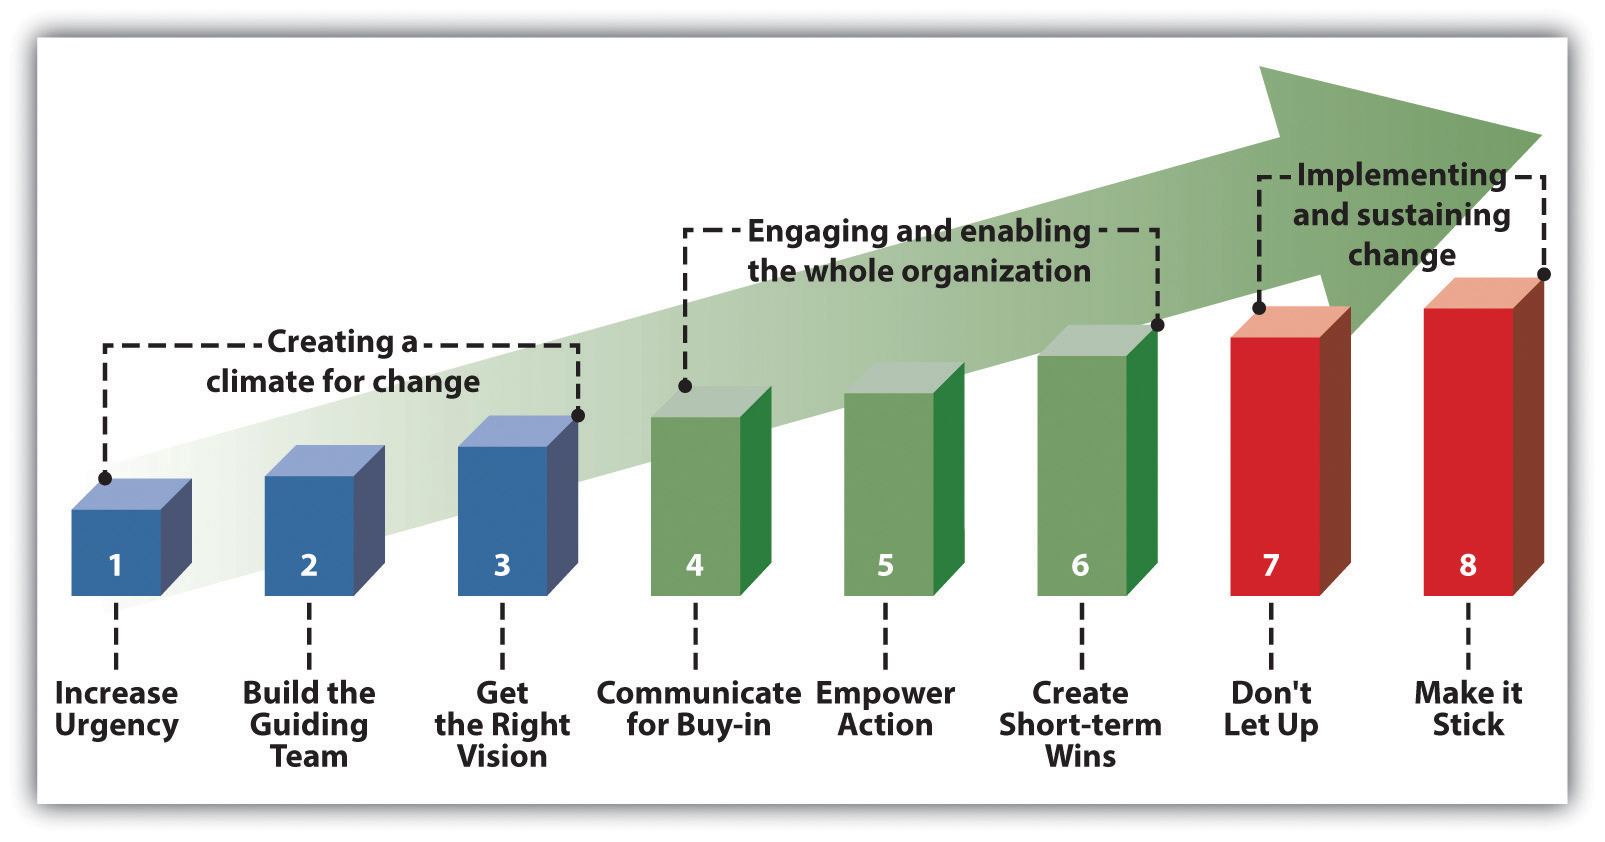 Implementing
and sustaining
change
Engaging and enabling
the whole organization
Creating a
climate for change
1
2
3
4
5
6
7
8
Increase
Urgency
Build the
Guiding
Team
Get
the Right
Vision
Communicate
for Buy-in
Empower
Action
Create
Short-term
Wins
Don't
Let Up
Make it
Stick